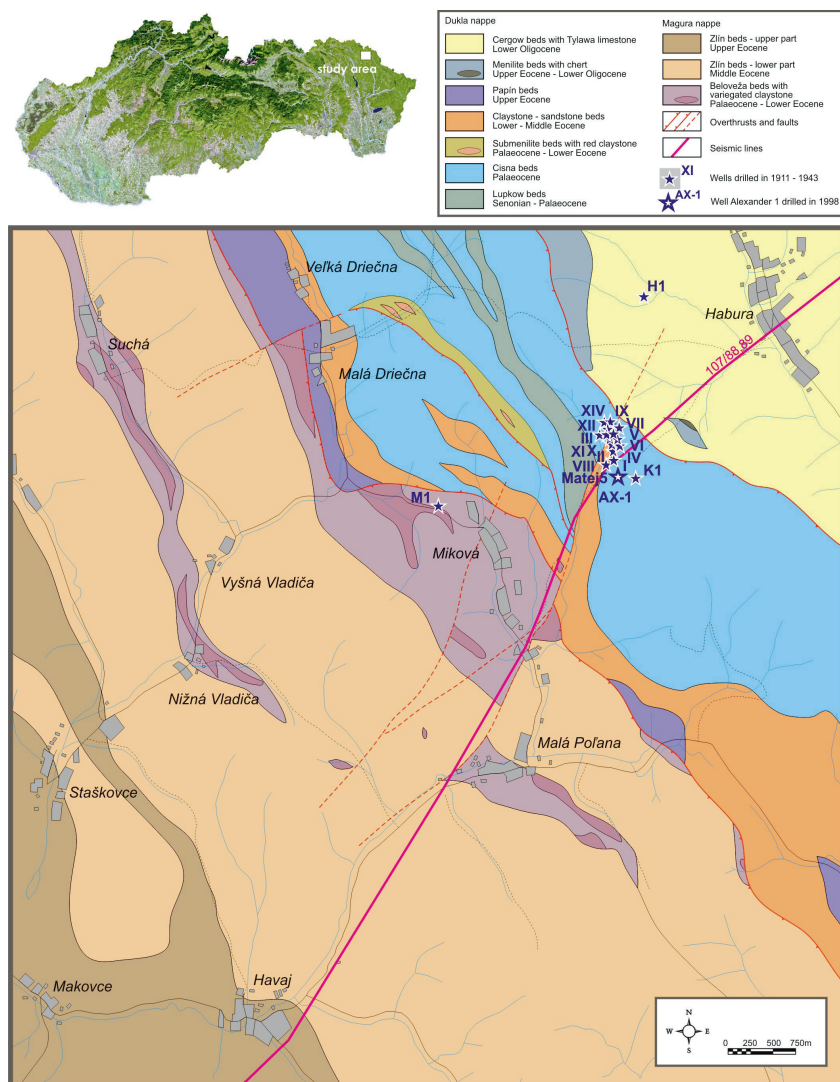 study area
Dukla nappe
Cergow beds with Tylawa limestone
Lower Oligocene
Menilite beds with chert
Upper Eocene - Lower Oligocene
Papín beds
Upper Eocene
Claystone - sandstone beds
Lower - Middle Eocene
Submenilite beds with red claystone
Palaeocene - Lower Eocene
Cisna beds
Palaeocene
Lupkow beds
Senonian - Palaeocene
Magura nappe
Zlín beds - upper part
Upper Eocene
Zlín beds - lower part
Middle Eocene
Beloveža beds with
variegated claystone
Palaeocene - Lower Eocene
Overthrusts and faults
Seismic lines
XI
Wells drilled in 1911 - 1943
AX-1
Well Alexander 1 drilled in 1998
Veľká Driečna
H1
Habura
Suchá
107/88,89
Malá Driečna
XIV
IX
XII
VII
III
V
XI
X
VI
II
IV
VIII
I
Matej5
K1
AX-1
M1
Miková
Vyšná Vladiča
Nižná Vladiča
Malá Poľana
Staškovce
Makovce
Havaj
N
W
E
S
0 250 500 750m